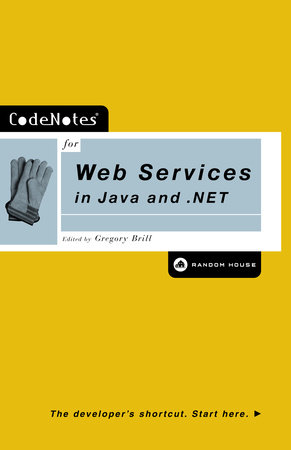 CodeNotes®
for
Web Services
in Java and .NET
Edited by Gregory Brill
RANDOM HOUSE
The developer's shortcut. Start here. ►